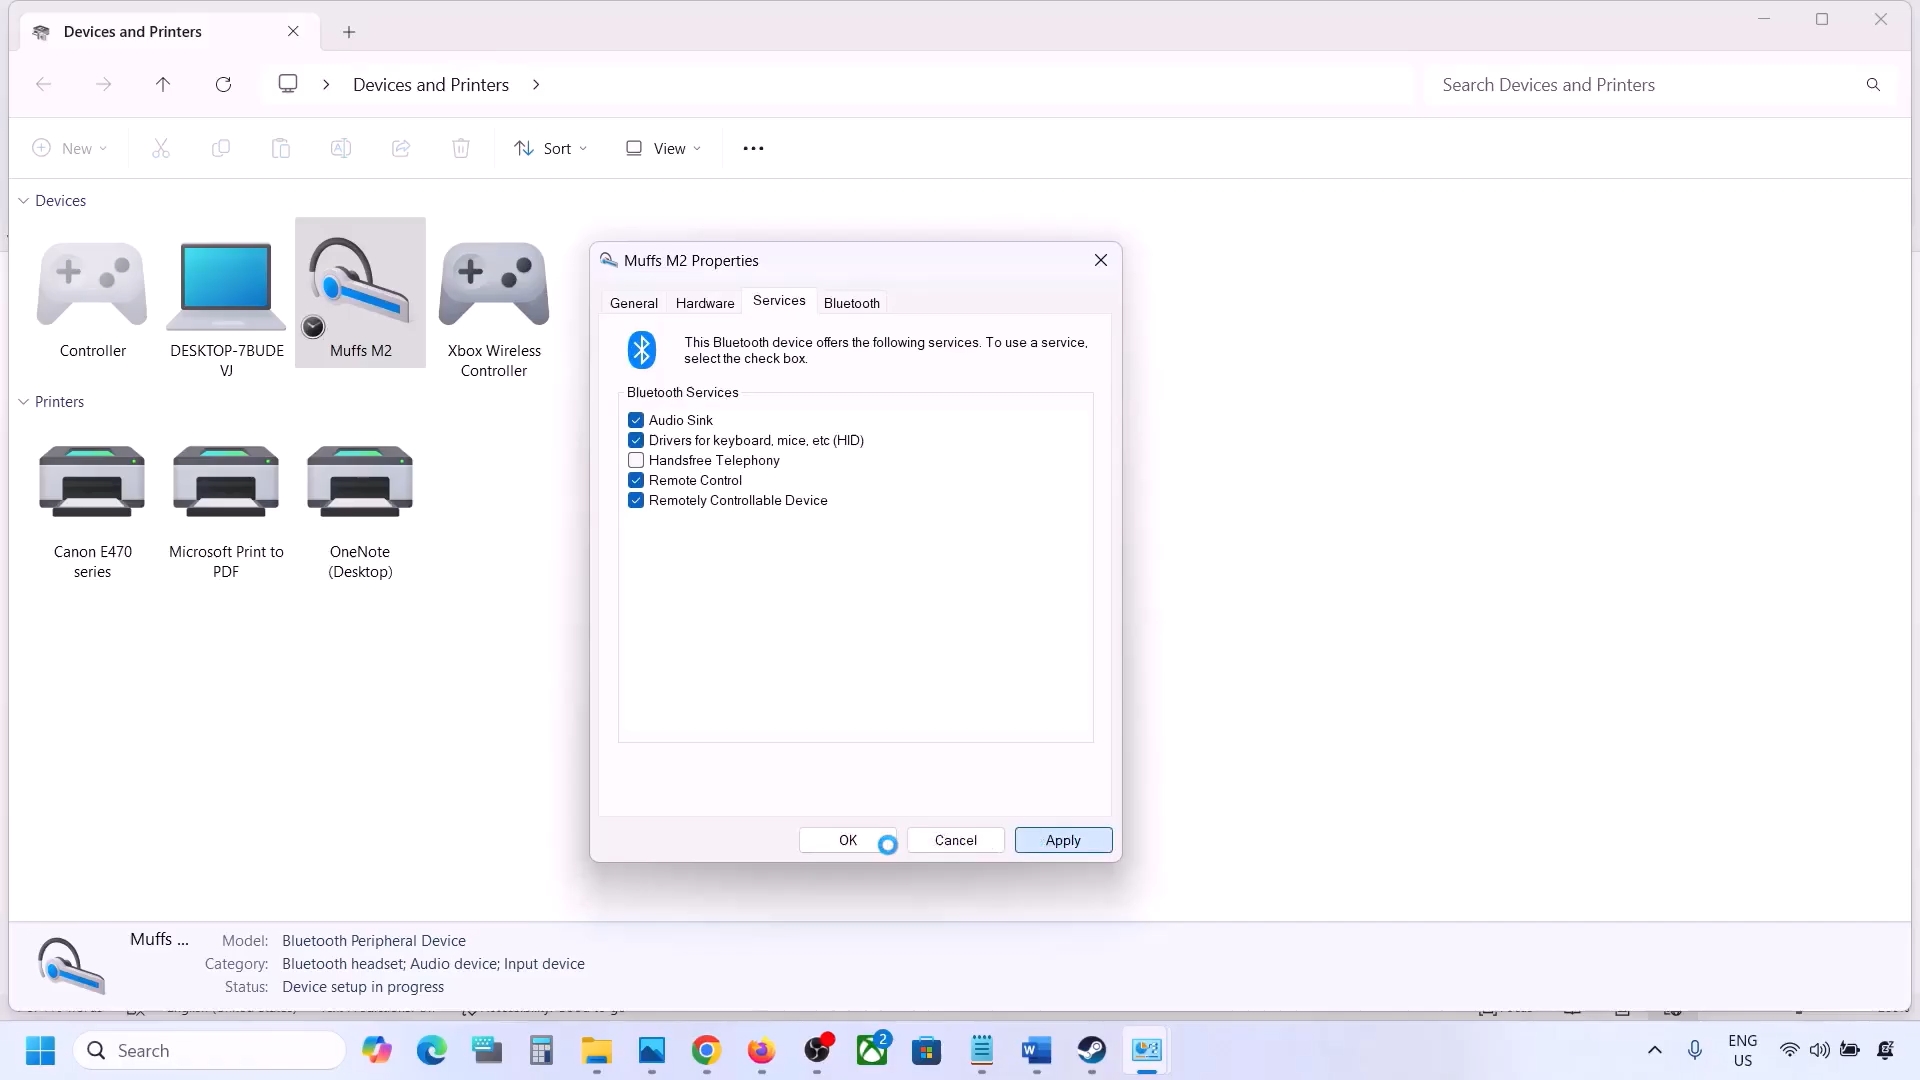 Devices and Printers
Devices and Printers
Search Devices and Printers
New
Sort
View
Devices
Controller
DESKTOP-7BUDE
VJ
Muffs M2
Xbox Wireless
Controller
Printers
Canon E470
series
Microsoft Print to
PDF
OneNote
(Desktop)
Muffs M2 Properties
General
Hardware
Services
Bluetooth
This Bluetooth device offers the following services. To use a service,
select the check box.
Bluetooth Services
Audio Sink
Drivers for keyboard, mice, etc (HID)
Handsfree Telephony
Remote Control
Remotely Controllable Device
OK
Cancel
Apply
Muffs ...
Model: Bluetooth Peripheral Device
Category: Bluetooth headset; Audio device; Input device
Status: Device setup in progress
Search
2
ENG
US